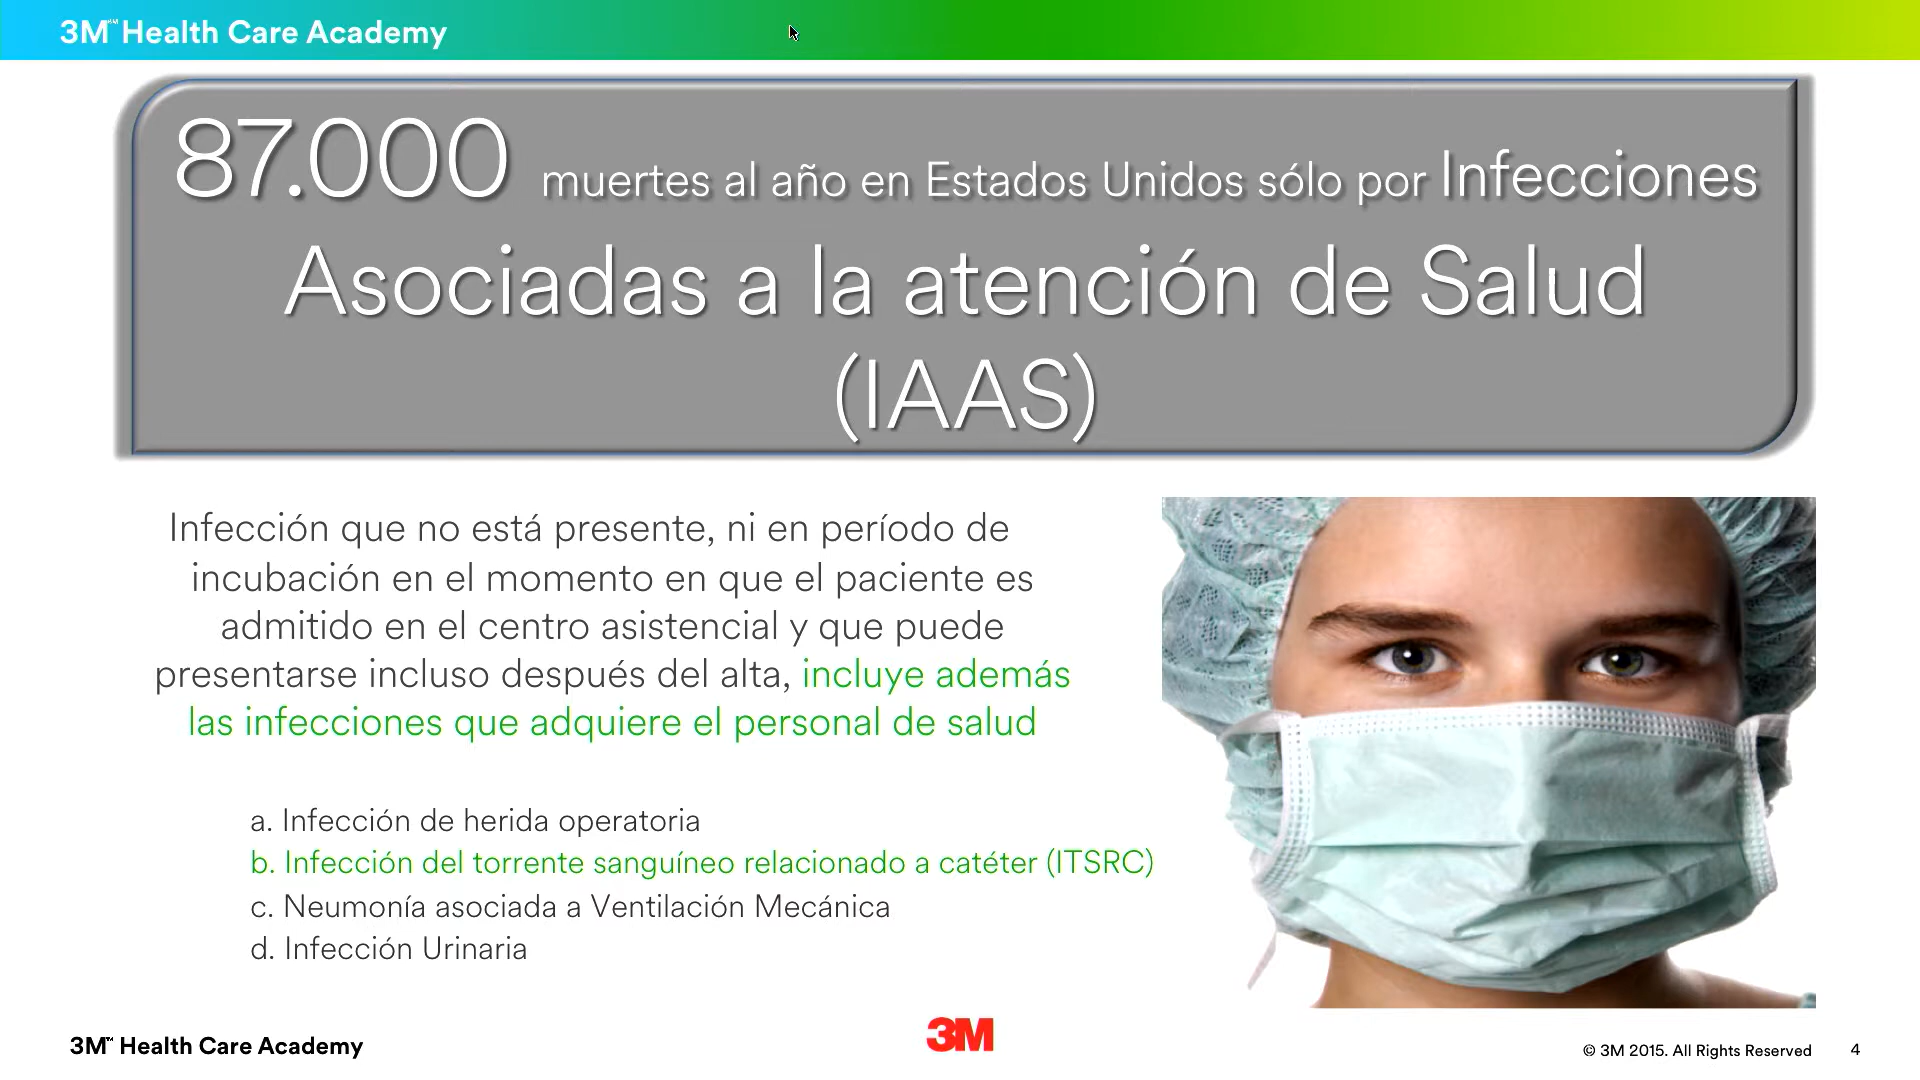 3M℠ Health Care Academy
87.000 muertes al año en Estados Unidos sólo por Infecciones
Asociadas a la atención de Salud
(IAAS)
Infección que no está presente, ni en período de
incubación en el momento en que el paciente es
admitido en el centro asistencial y que puede
presentarse incluso después del alta, incluye además
las infecciones que adquiere el personal de salud
a. Infección de herida operatoria
b. Infección del torrente sanguíneo relacionado a catéter (ITSRC)
c. Neumonía asociada a Ventilación Mecánica
d. Infección Urinaria
3M℠ Health Care Academy
3M
© 3M 2015. All Rights Reserved
4